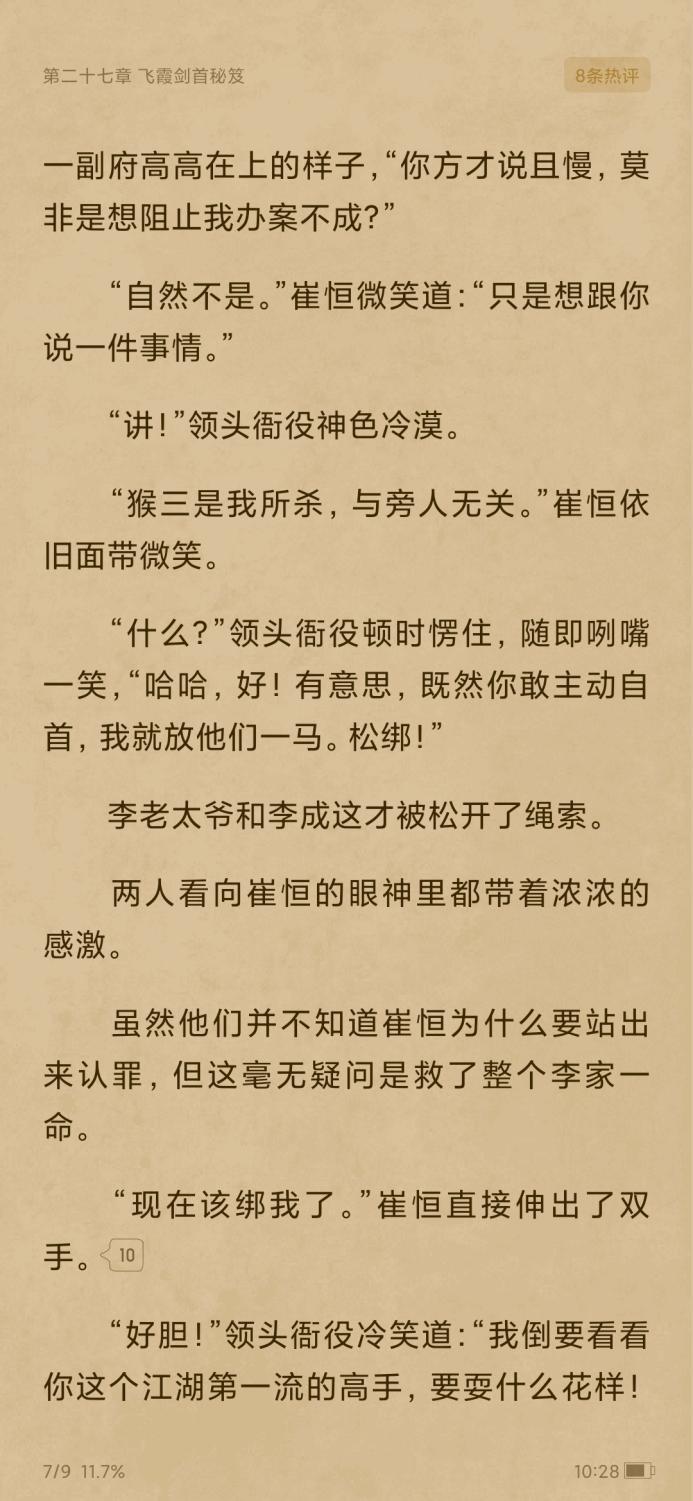 第二十七章 飞霞剑首秘笈
8条热评
一副府高高在上的样子，“你方才说且慢，莫
非是想阻止我办案不成？”
“自然不是。”崔恒微笑道：“只是想跟你
说一件事情。”
“讲！”领头衙役神色冷漠。
“猴三是我所杀，与旁人无关。”崔恒依
旧面带微笑。
“什么？”领头衙役顿时愣住，随即咧嘴
一笑，“哈哈，好！有意思，既然你敢主动自
首，我就放他们一马。松绑！”
李老太爷和李成这才被松开了绳索。
两人看向崔恒的眼神里都带着浓浓的
感激。
虽然他们并不知道崔恒为什么要站出
来认罪，但这毫无疑问是救了整个李家一
命。
“现在该绑我了。”崔恒直接伸出了双
手。10
“好胆！”领头衙役冷笑道：“我倒要看看
你这个江湖第一流的高手，要耍什么花样！
7/9 11.7%
10:28